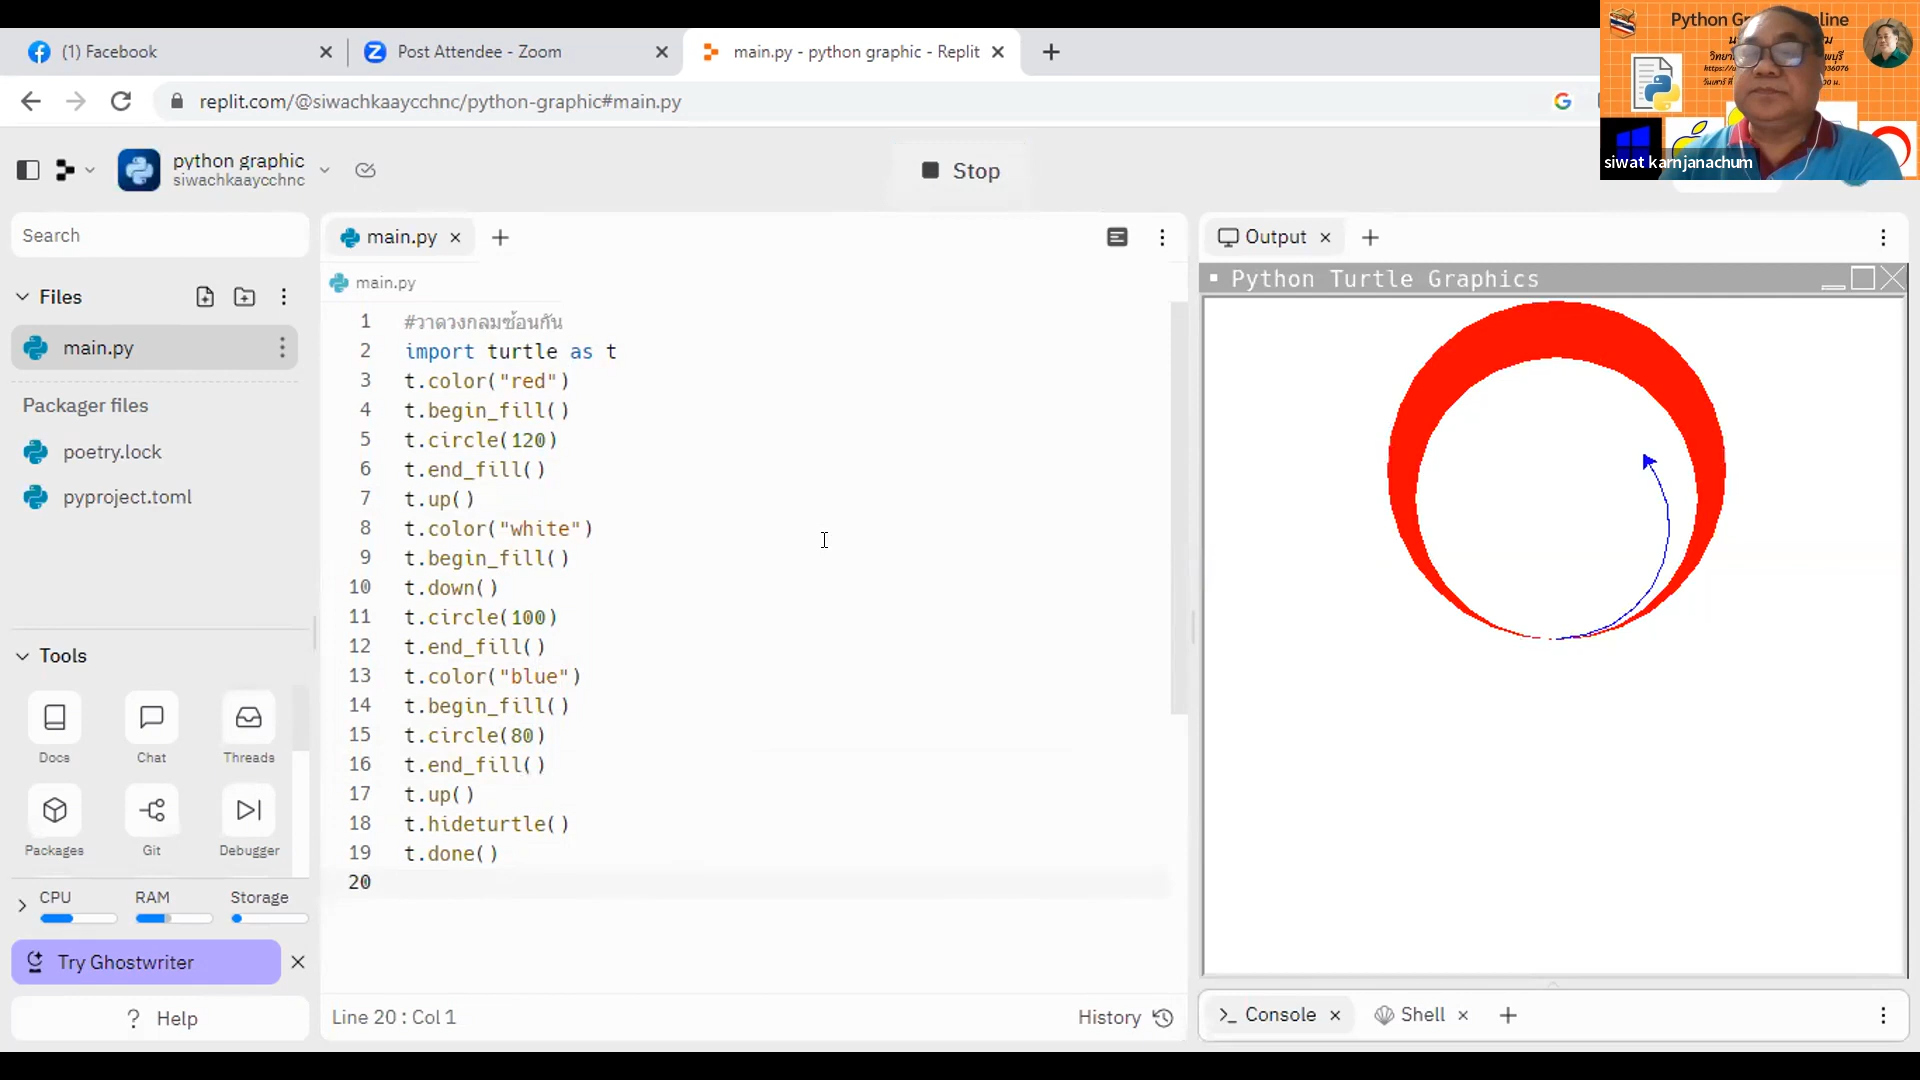 (1) Facebook
Post Attendee - Zoom
main.py - python graphic - Replit
replit.com/@siwachkaaycchnc/python-graphic#main.py
siwat karnjanachum
python graphic
siwachkaaycchnc
Stop
Search
Files
main.py
Packager files
poetry.lock
pyproject.toml
Tools
Docs
Chat
Threads
Packages
Git
Debugger
CPU
RAM
Storage
Try Ghostwriter
? Help
main.py
main.py
1 #วาดวงกลมซ้อนกัน
2 import turtle as t
3 t.color("red")
4 t.begin_fill()
5 t.circle(120)
6 t.end_fill()
7 t.up()
8 t.color("white")
9 t.begin_fill()
10 t.down()
11 t.circle(100)
12 t.end_fill()
13 t.color("blue")
14 t.begin_fill()
15 t.circle(80)
16 t.end_fill()
17 t.up()
18 t.hideturtle()
19 t.done()
20
Line 20 : Col 1
History
Output
Python Turtle Graphics
Console
Shell